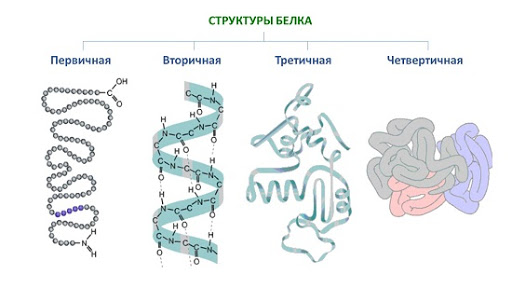 СТРУКТУРЫ БЕЛКА
Первичная Вторичная Третичная Четвертичная